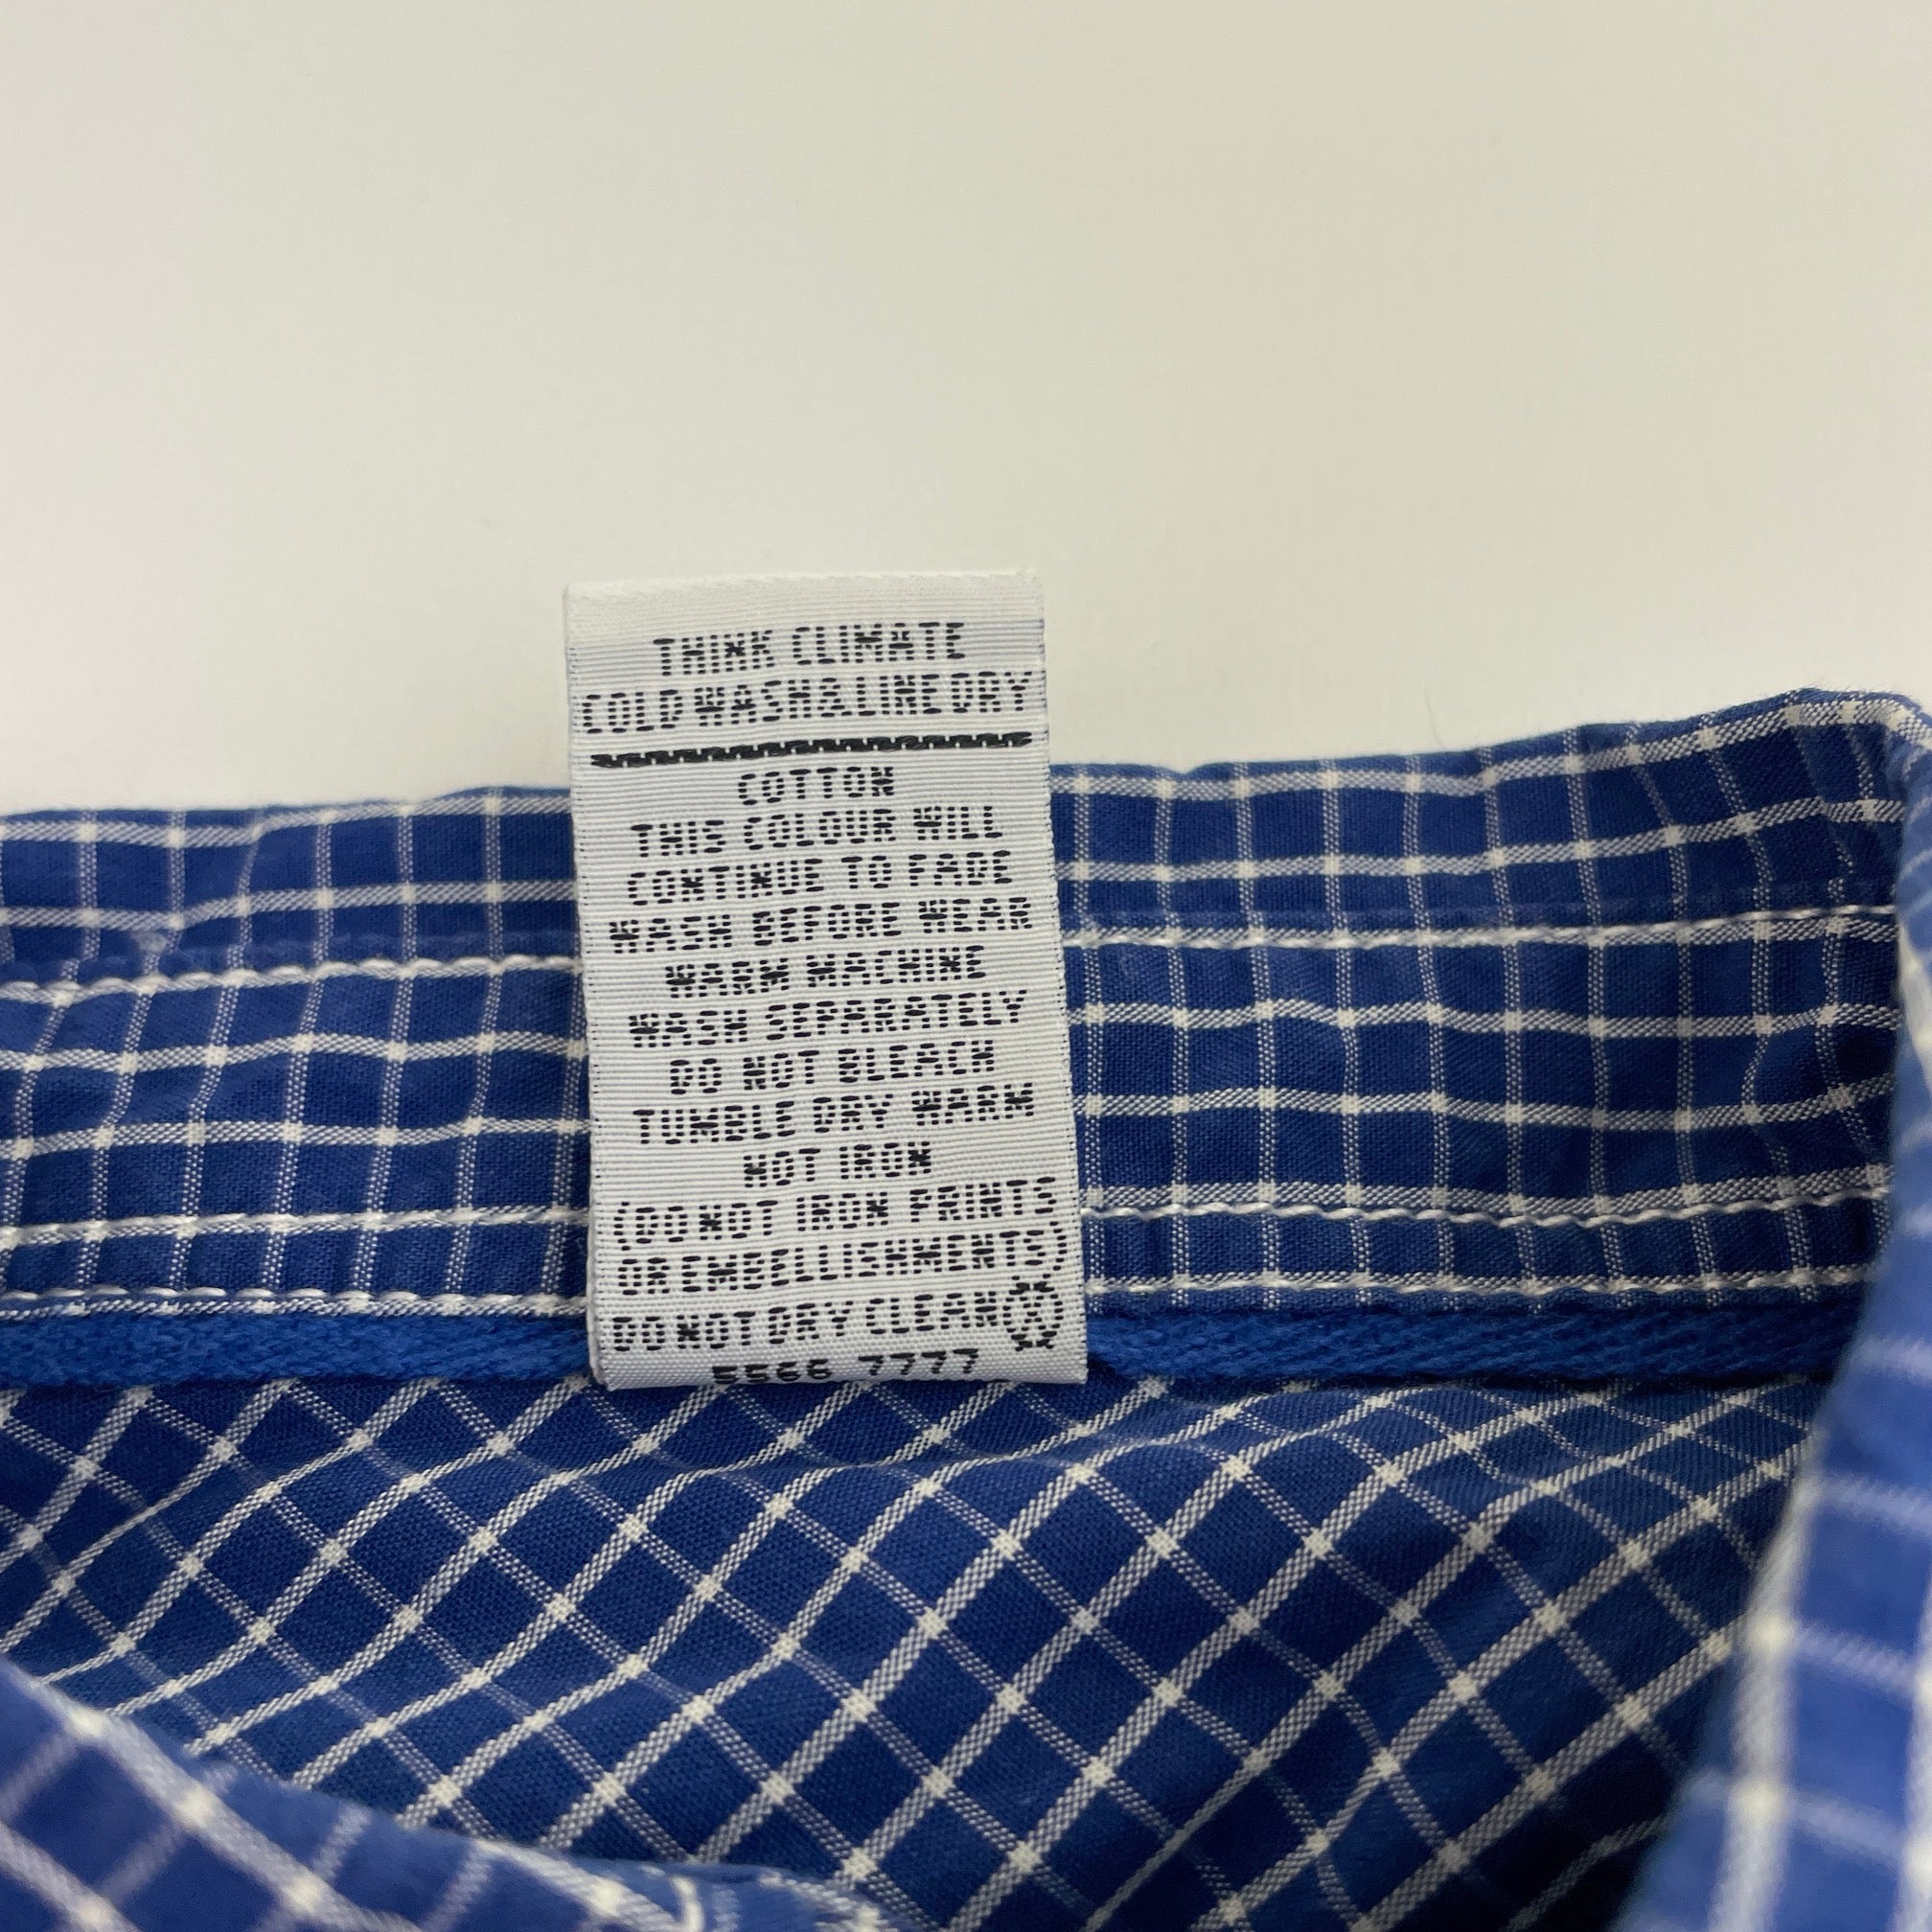 THINK CLIMATE
COLD WASH&LINE DRY
COTTON
THIS COLOUR WILL
CONTINUE TO FADE
WASH BEFORE WEAR
WARM MACHINE
WASH SEPARATELY
DO NOT BLEACH
TUMBLE DRY WARM
HOT IRON
(DO NOT IRON PRINTS
OR EMBELLISHMENTS)
DO NOT DRY CLEAN
5566 7777